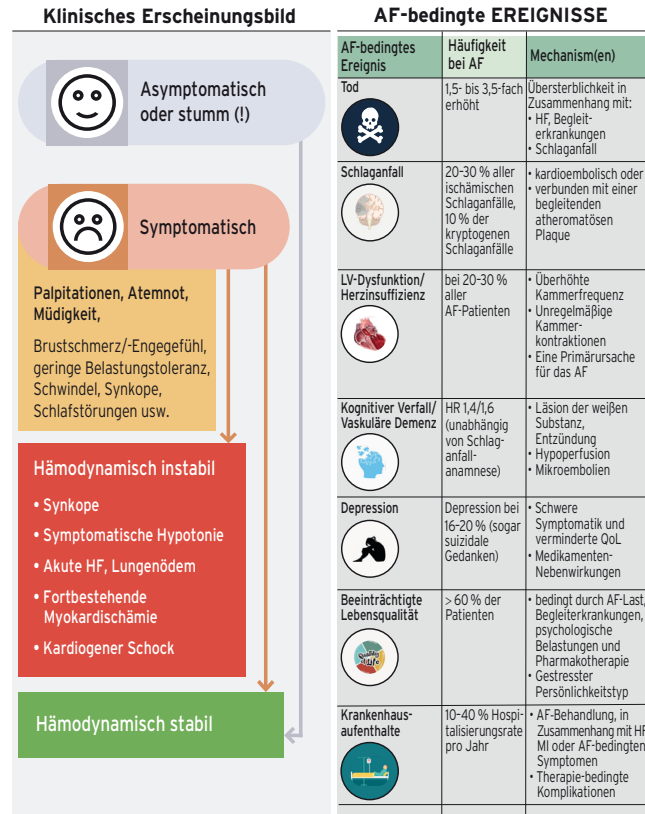 Klinisches Erscheinungsbild
Asymptomatisch
oder stumm (!)
Symptomatisch
Palpitationen, Atemnot,
Müdigkeit,
Brustschmerz/-Engegefühl,
geringe Belastungstoleranz,
Schwindel, Synkope,
Schlafstörungen usw.
Hämodynamisch instabil
• Synkope
• Symptomatische Hypotonie
• Akute HF, Lungenödem
• Fortbestehende
Myokardischämie
• Kardiogener Schock
Hämodynamisch stabil
AF-bedingte EREIGNISSE
AF-bedtingtes
Ereignis
Häufigkeit
bei AF
Mechanism(en)
Tod
1,5- bis 3,5-fach
erhöht
Übersterblichkeit in
Zusammenhang mit:
• HF, Begleit-
erkrankungen
• Schlaganfall
Schlaganfall
20-30 % aller
ischämischen
Schlaganfälle,
10 % der
kryptogenen
Schlaganfälle
• kardioembolisch oder
• verbunden mit einer
begleitenden
atheromatösen
Plaque
LV-Dysfunktion/
Herzinsuffizienz
bei 20-30 %
aller
AF-Patienten
• Überhöhte
Kammerfrequenz
• Unregelmäßige
Kammer-
kontraktionen
• Eine Primärursache
für das AF
Kognitiver Verfall/
Vaskuläre Demenz
HR 1,4/1,6
(unabhängig
von Schlag-
anfall-
anamnese)
• Läsion der weißen
Substanz,
Entzündung
• Hypoperfusion
• Mikroembolien
Depression
Depression bei
16-20 % (sogar
suizidale
Gedanken)
• Schwere
Symptomatik und
verminderte QoL
• Medikamenten-
Nebenwirkungen
Beeinträchtigte
Lebensqualität
Quality of Life
> 60 % der
Patienten
• bedingt durch AF-Last,
Begleiterkrankungen,
psychologische
Belastungen und
Pharmakotherapie
• Gestresster
Persönlichkeitstyp
Krankenhaus-
aufenthalte
10-40 % Hospi-
talisierungsrate
pro Jahr
• AF-Behandlung, in
Zusammenhang mit HF
MI oder AF-bedingten
Symptomen
• Therapie-bedingte
Komplikationen